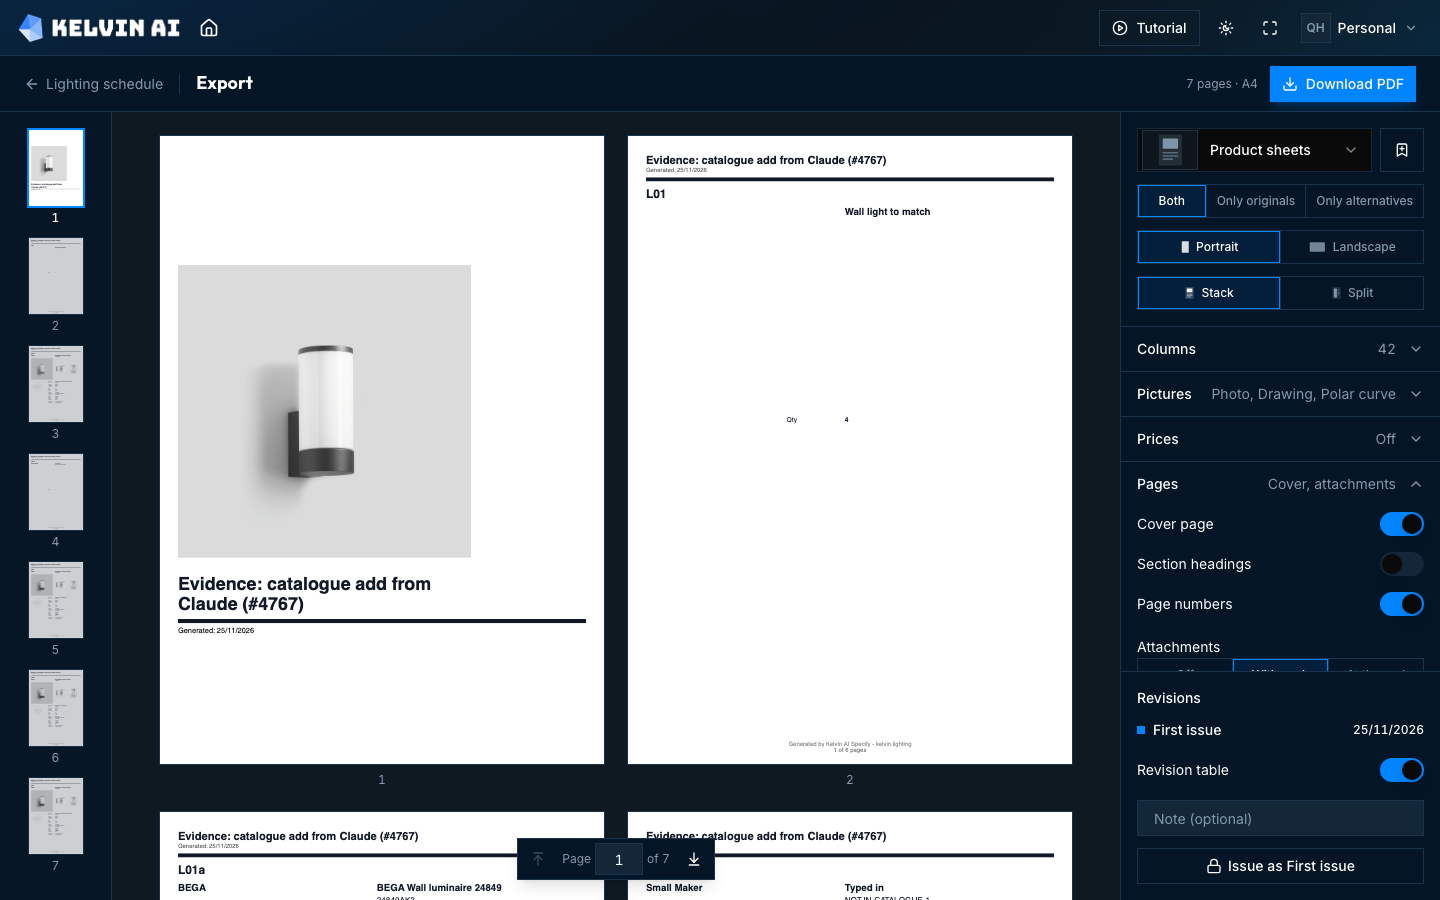 KELVIN AI
Tutorial
QH
Personal
Lighting schedule
Export
7 pages · A4
Download PDF
1
2
3
4
5
6
7
Evidence: catalogue add from
Claude (#4767)
Generated: 25/11/2026
1
Evidence: catalogue add from Claude (#4767)
Generated: 25/11/2026
L01
Wall light to match
Qty 4
Generated by Kelvin AI Specify - kelvin.lighting
1 of 6 pages
2
Evidence: catalogue add from Claude (#4767)
Generated: 25/11/2026
L01a
BEGA BEGA Wall luminaire 24849
Evidence: catalogue add from Claude (#4767)
Small Maker Typed in
Page 1 of 7
Product sheets
Both Only originals Only alternatives
Portrait Landscape
Stack Split
Columns 42
Pictures Photo, Drawing, Polar curve
Prices Off
Pages Cover, attachments
Cover page
Section headings
Page numbers
Attachments
Revisions
First issue 25/11/2026
Revision table
Note (optional)
Issue as First issue